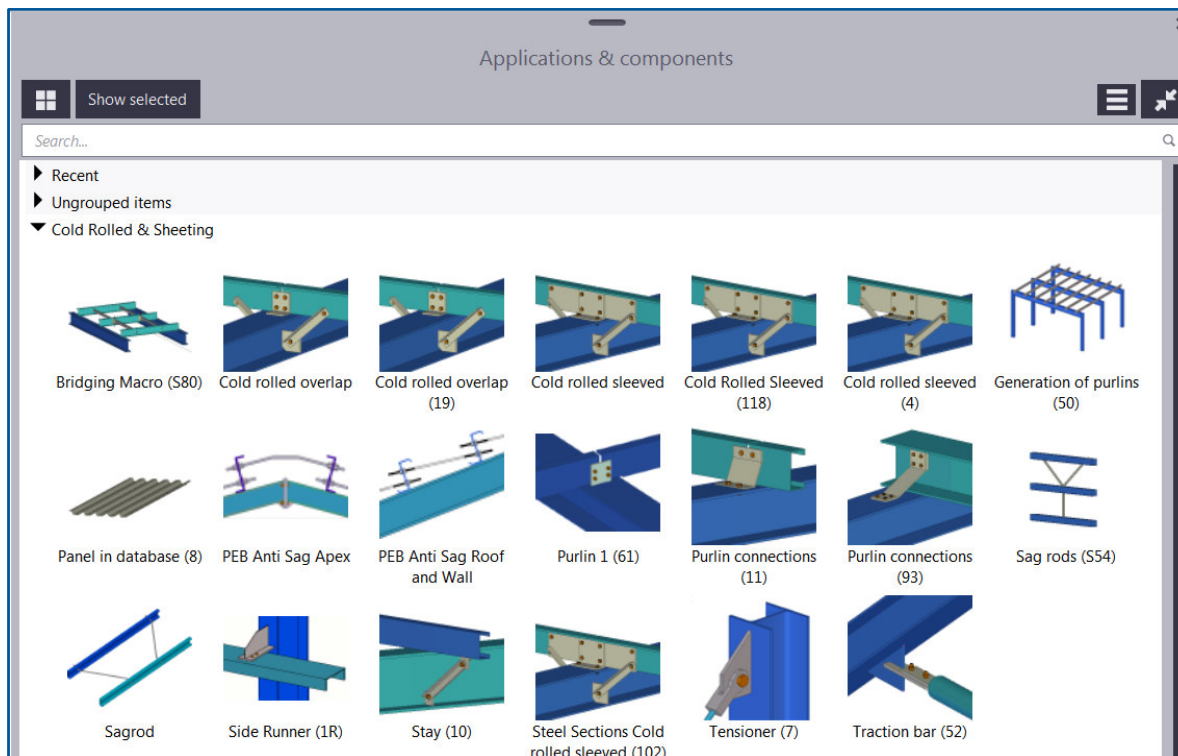 Applications & components
Show selected
Search...
Recent
Ungrouped items
Cold Rolled & Sheeting
Bridging Macro (S80)
Cold rolled overlap
Cold rolled overlap
(19)
Cold rolled sleeved
Cold Rolled Sleeved
(118)
Cold rolled sleeved
(4)
Generation of purlins
(50)
Panel in database (8)
PEB Anti Sag Apex
PEB Anti Sag Roof
and Wall
Purlin 1 (61)
Purlin connections
(11)
Purlin connections
(93)
Sag rods (S54)
Sagrod
Side Runner (1R)
Stay (10)
Steel Sections Cold
rolled sleeved (102)
Tensioner (7)
Traction bar (52)